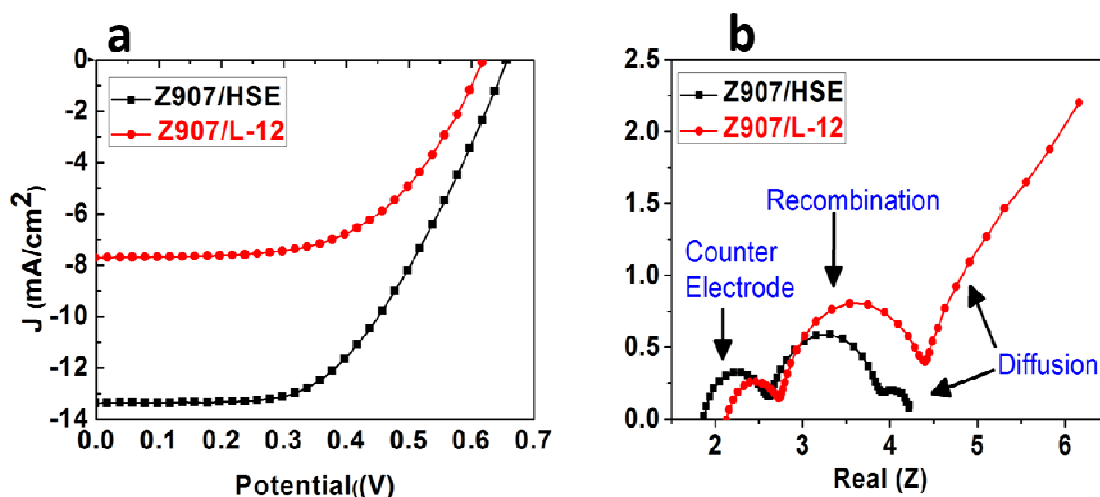 a
Z907/HSE
Z907/L-12
0
-2
-4
-6
-8
-10
-12
-14
J (mA/cm2)
0.0 0.1 0.2 0.3 0.4 0.5 0.6 0.7
Potential((V)
b
Z907/HSE
Z907/L-12
2.5
2.0
1.5
1.0
0.5
0.0
Recombination
Counter
Electrode
Diffusion
2 3 4 5 6
Real (Z)